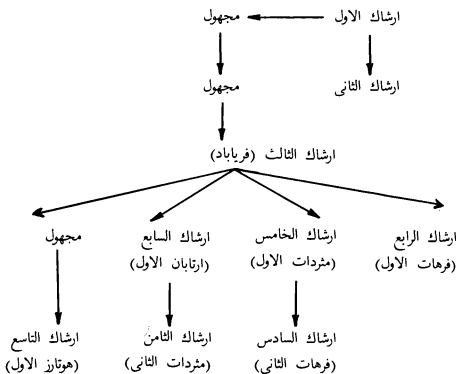 ارشاك الاول
مجهول
ارشاك الثانى
مجهول
ارشاك الثالث (فرياباد)
ارشاك الرابع
(فرهات الاول)
ارشاك الخامس
(مثردات الاول)
ارشاك السابع
(ارتابان الاول)
مجهول
ارشاك السادس
(فرهات الثانى)
ارشاك الثامن
(مثردات الثانى)
ارشاك التاسع
(هوتارز الاول)